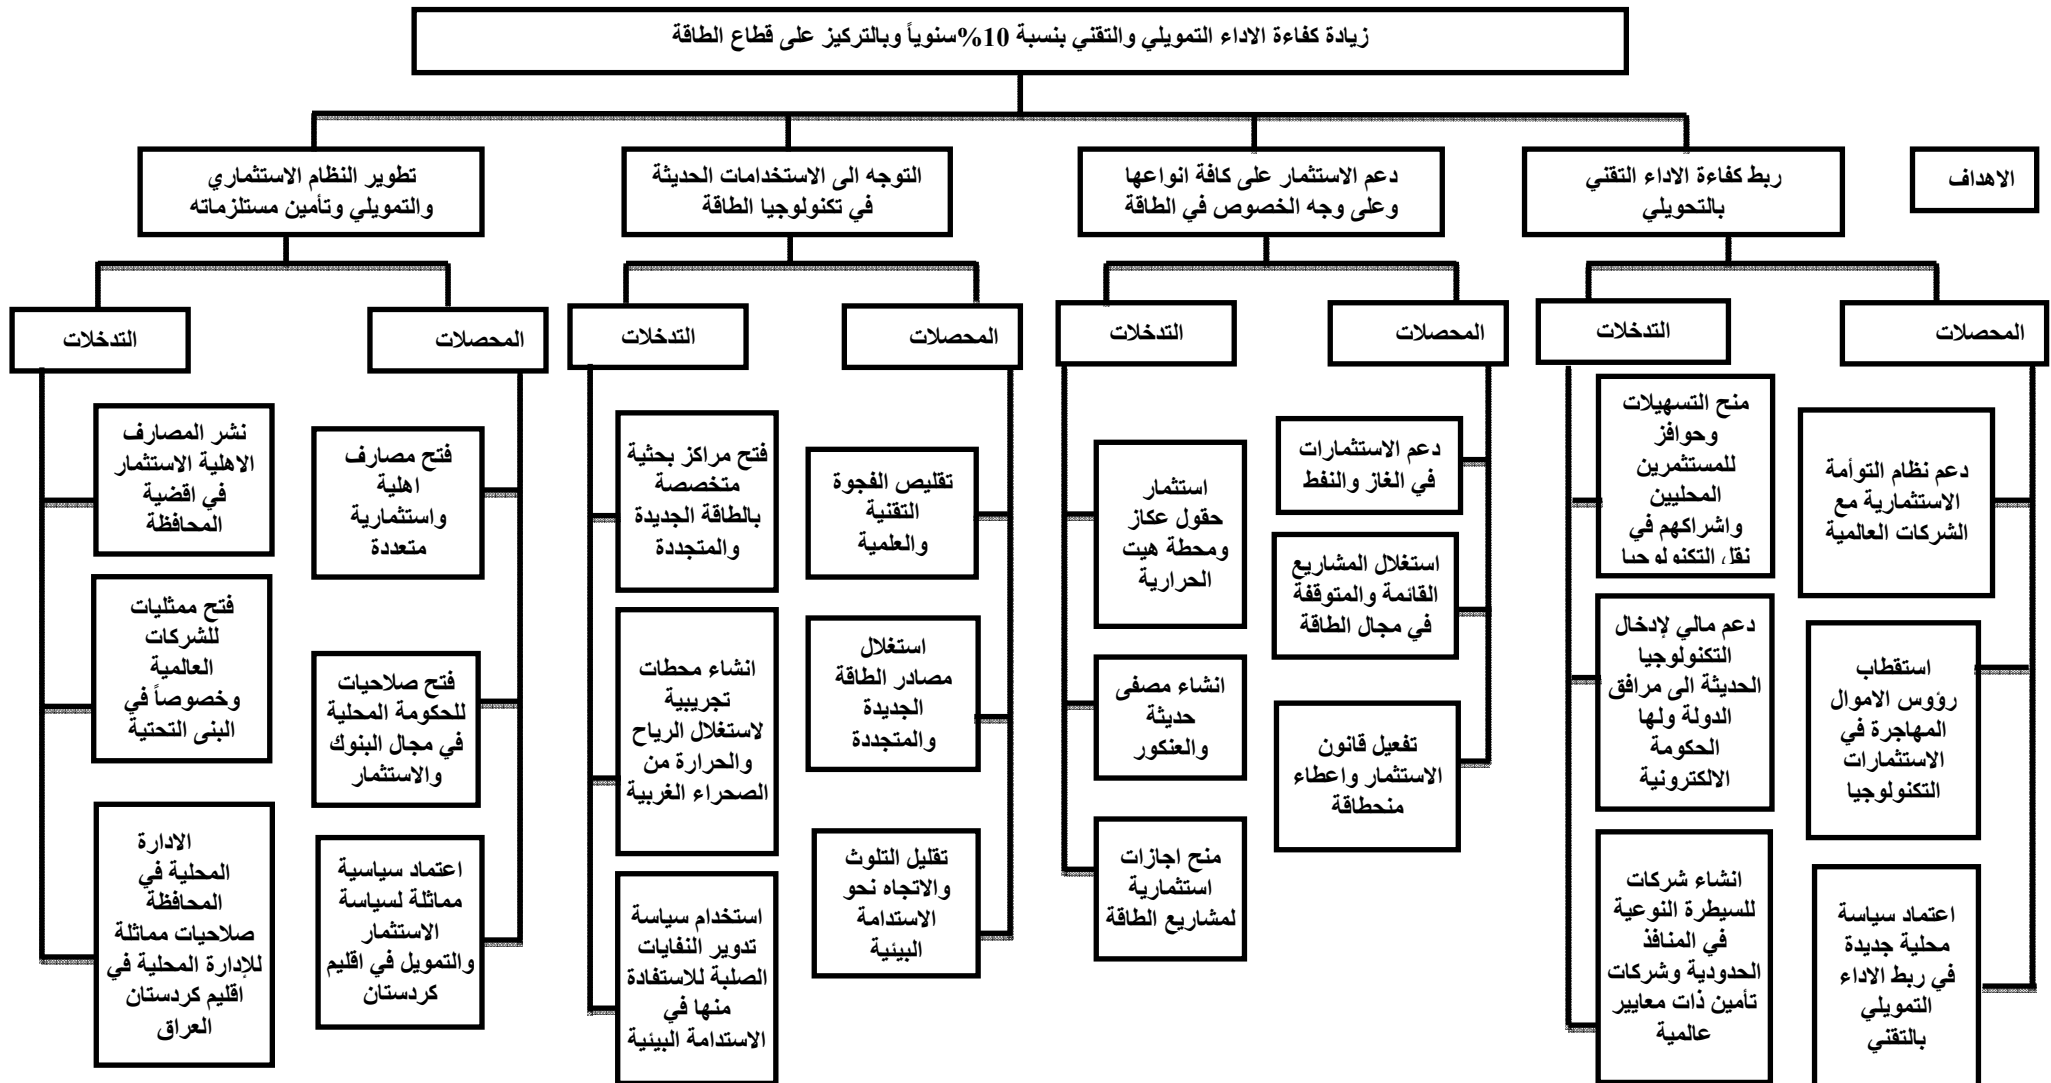 زيادة كفاءة الاداء التمويلي والتقني بنسبة 10%سنوياً وبالتركيز على قطاع الطاقة
الاهداف
ربط كفاءة الاداء التقني
بالتحويلي
دعم الاستثمار على كافة انواعها
وعلى وجه الخصوص في الطاقة
التوجه الى الاستخدامات الحديثة
في تكنولوجيا الطاقة
تطوير النظام الاستثماري
والتمويلي وتأمين مستلزماته
المحصلات
التدخلات
المحصلات
التدخلات
المحصلات
التدخلات
المحصلات
التدخلات
دعم نظام التوأمة
الاستثمارية مع
الشركات العالمية
استقطاب
رؤوس الاموال
المهاجرة في
الاستثمارات
التكنولوجيا
اعتماد سياسة
محلية جديدة
في ربط الاداء
التمويلي
بالتقني
منح التسهيلات
وحوافز
للمستثمرين
المحليين
واشراكهم في
نقل التكنولوجيا
دعم مالي لإدخال
التكنولوجيا
الحديثة الى مرافق
الدولة ولها
الحكومة
الالكترونية
انشاء شركات
للسيطرة النوعية
في المنافذ
الحدودية وشركات
تأمين ذات معايير
عالمية
دعم الاستثمارات
في الغاز والنفط
استغلال المشاريع
القائمة والمتوقفة
في مجال الطاقة
تفعيل قانون
الاستثمار واعطاء
منحطاقة
استثمار
حقول عكاز
ومحطة هيت
الحرارية
انشاء مصفى
حديثة
والعنكور
منح اجازات
استثمارية
لمشاريع الطاقة
تقليص الفجوة
التقنية
والعلمية
استغلال
مصادر الطاقة
الجديدة
والمتجددة
تقليل التلوث
والاتجاه نحو
الاستدامة
البيئية
فتح مراكز بحثية
متخصصة
بالطاقة الجديدة
والمتجددة
انشاء محطات
تجريبية
لاستغلال الرياح
والحرارة من
الصحراء الغربية
استخدام سياسة
تدوير النفايات
الصلبة للاستفادة
منها في
الاستدامة البيئية
فتح مصارف
اهلية
واستثمارية
متعددة
فتح صلاحيات
للحكومة المحلية
في مجال البنوك
والاستثمار
اعتماد سياسية
مماثلة لسياسة
الاستثمار
والتمويل في اقليم
كردستان
نشر المصارف
الاهلية الاستثمار
في اقضية
المحافظة
فتح ممثليات
للشركات
العالمية
وخصوصاً في
البنى التحتية
الادارة
المحلية في
المحافظة
صلاحيات مماثلة
للإدارة المحلية في
اقليم كردستان
العراق